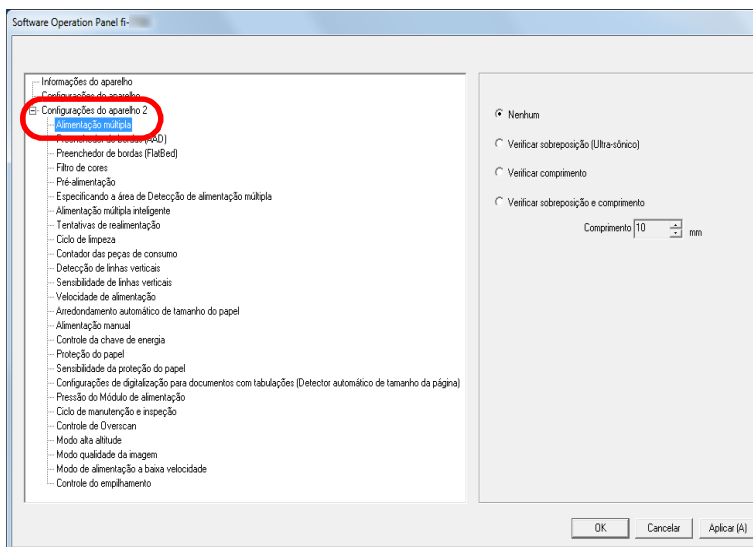 Software Operation Panel fi-
Informações do aparelho
Configurações do aparelho
Configurações do aparelho 2
Alimentação múltipla
Preenchedor de bordas (AAD)
Preenchedor de bordas (FlatBed)
Filtro de cores
Pré-alimentação
Especificando a área de Detecção de alimentação múltipla
Alimentação múltipla inteligente
Tentativas de realimentação
Ciclo de limpeza
Contador das peças de consumo
Detecção de linhas verticais
Sensibilidade de linhas verticais
Velocidade de alimentação
Arredondamento automático de tamanho do papel
Alimentação manual
Controle da chave de energia
Proteção do papel
Sensibilidade da proteção do papel
Configurações de digitalização para documentos com tabulações (Detector automático de tamanho da página)
Pressão do Módulo de alimentação
Ciclo de manutenção e inspeção
Controle de Overscan
Modo alta altitude
Modo qualidade da imagem
Modo de alimentação a baixa velocidade
Controle do empilhamento
Nenhum
Verificar sobreposição (Ultra-sônico)
Verificar comprimento
Verificar sobreposição e comprimento
Comprimento 10 mm
OK Cancelar Aplicar (A)